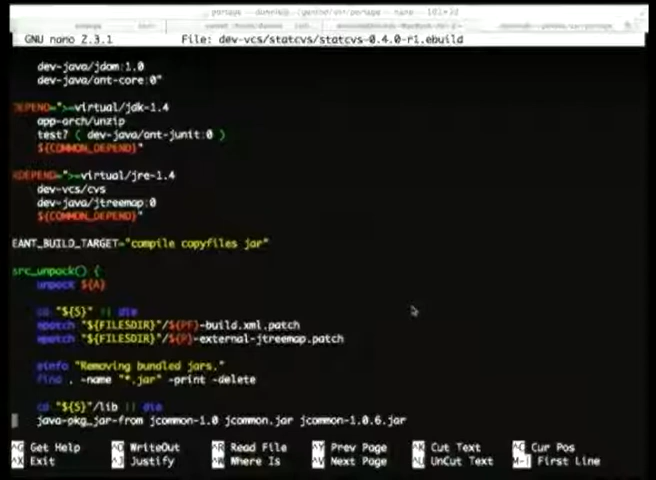 GNU nano 2.3.1 File: dev-vcs/statcvs/statcvs-0.4.0-r1.ebuild
dev-java/jdom:1.0
dev-java/ant-core:0"
DEPEND=">=virtual/jdk-1.4
app-arch/unzip
test? ( dev-java/ant-junit:0 )
${COMMON_DEPEND}"
DEPEND=">=virtual/jre-1.4
dev-vcs/cvs
dev-java/jtreemap:0
${COMMON_DEPEND}"
EANT_BUILD_TARGET="compile copyfiles jar"
src_unpack() {
unpack ${A}
cd "${S}" || die
epatch "${FILESDIR}"/${PF}-build.xml.patch
epatch "${FILESDIR}"/${P}-external-jtreemap.patch
einfo "Removing bundled jars."
find . -name "*.jar" -print -delete
cd "${S}"/lib || die
java-pkg_jar-from jcommon-1.0 jcommon.jar jcommon-1.0.6.jar
^G Get Help ^O WriteOut ^R Read File ^Y Prev Page ^K Cut Text ^C Cur Pos
^X Exit ^J Justify ^W Where Is ^V Next Page ^U UnCut Text M-\ First Line